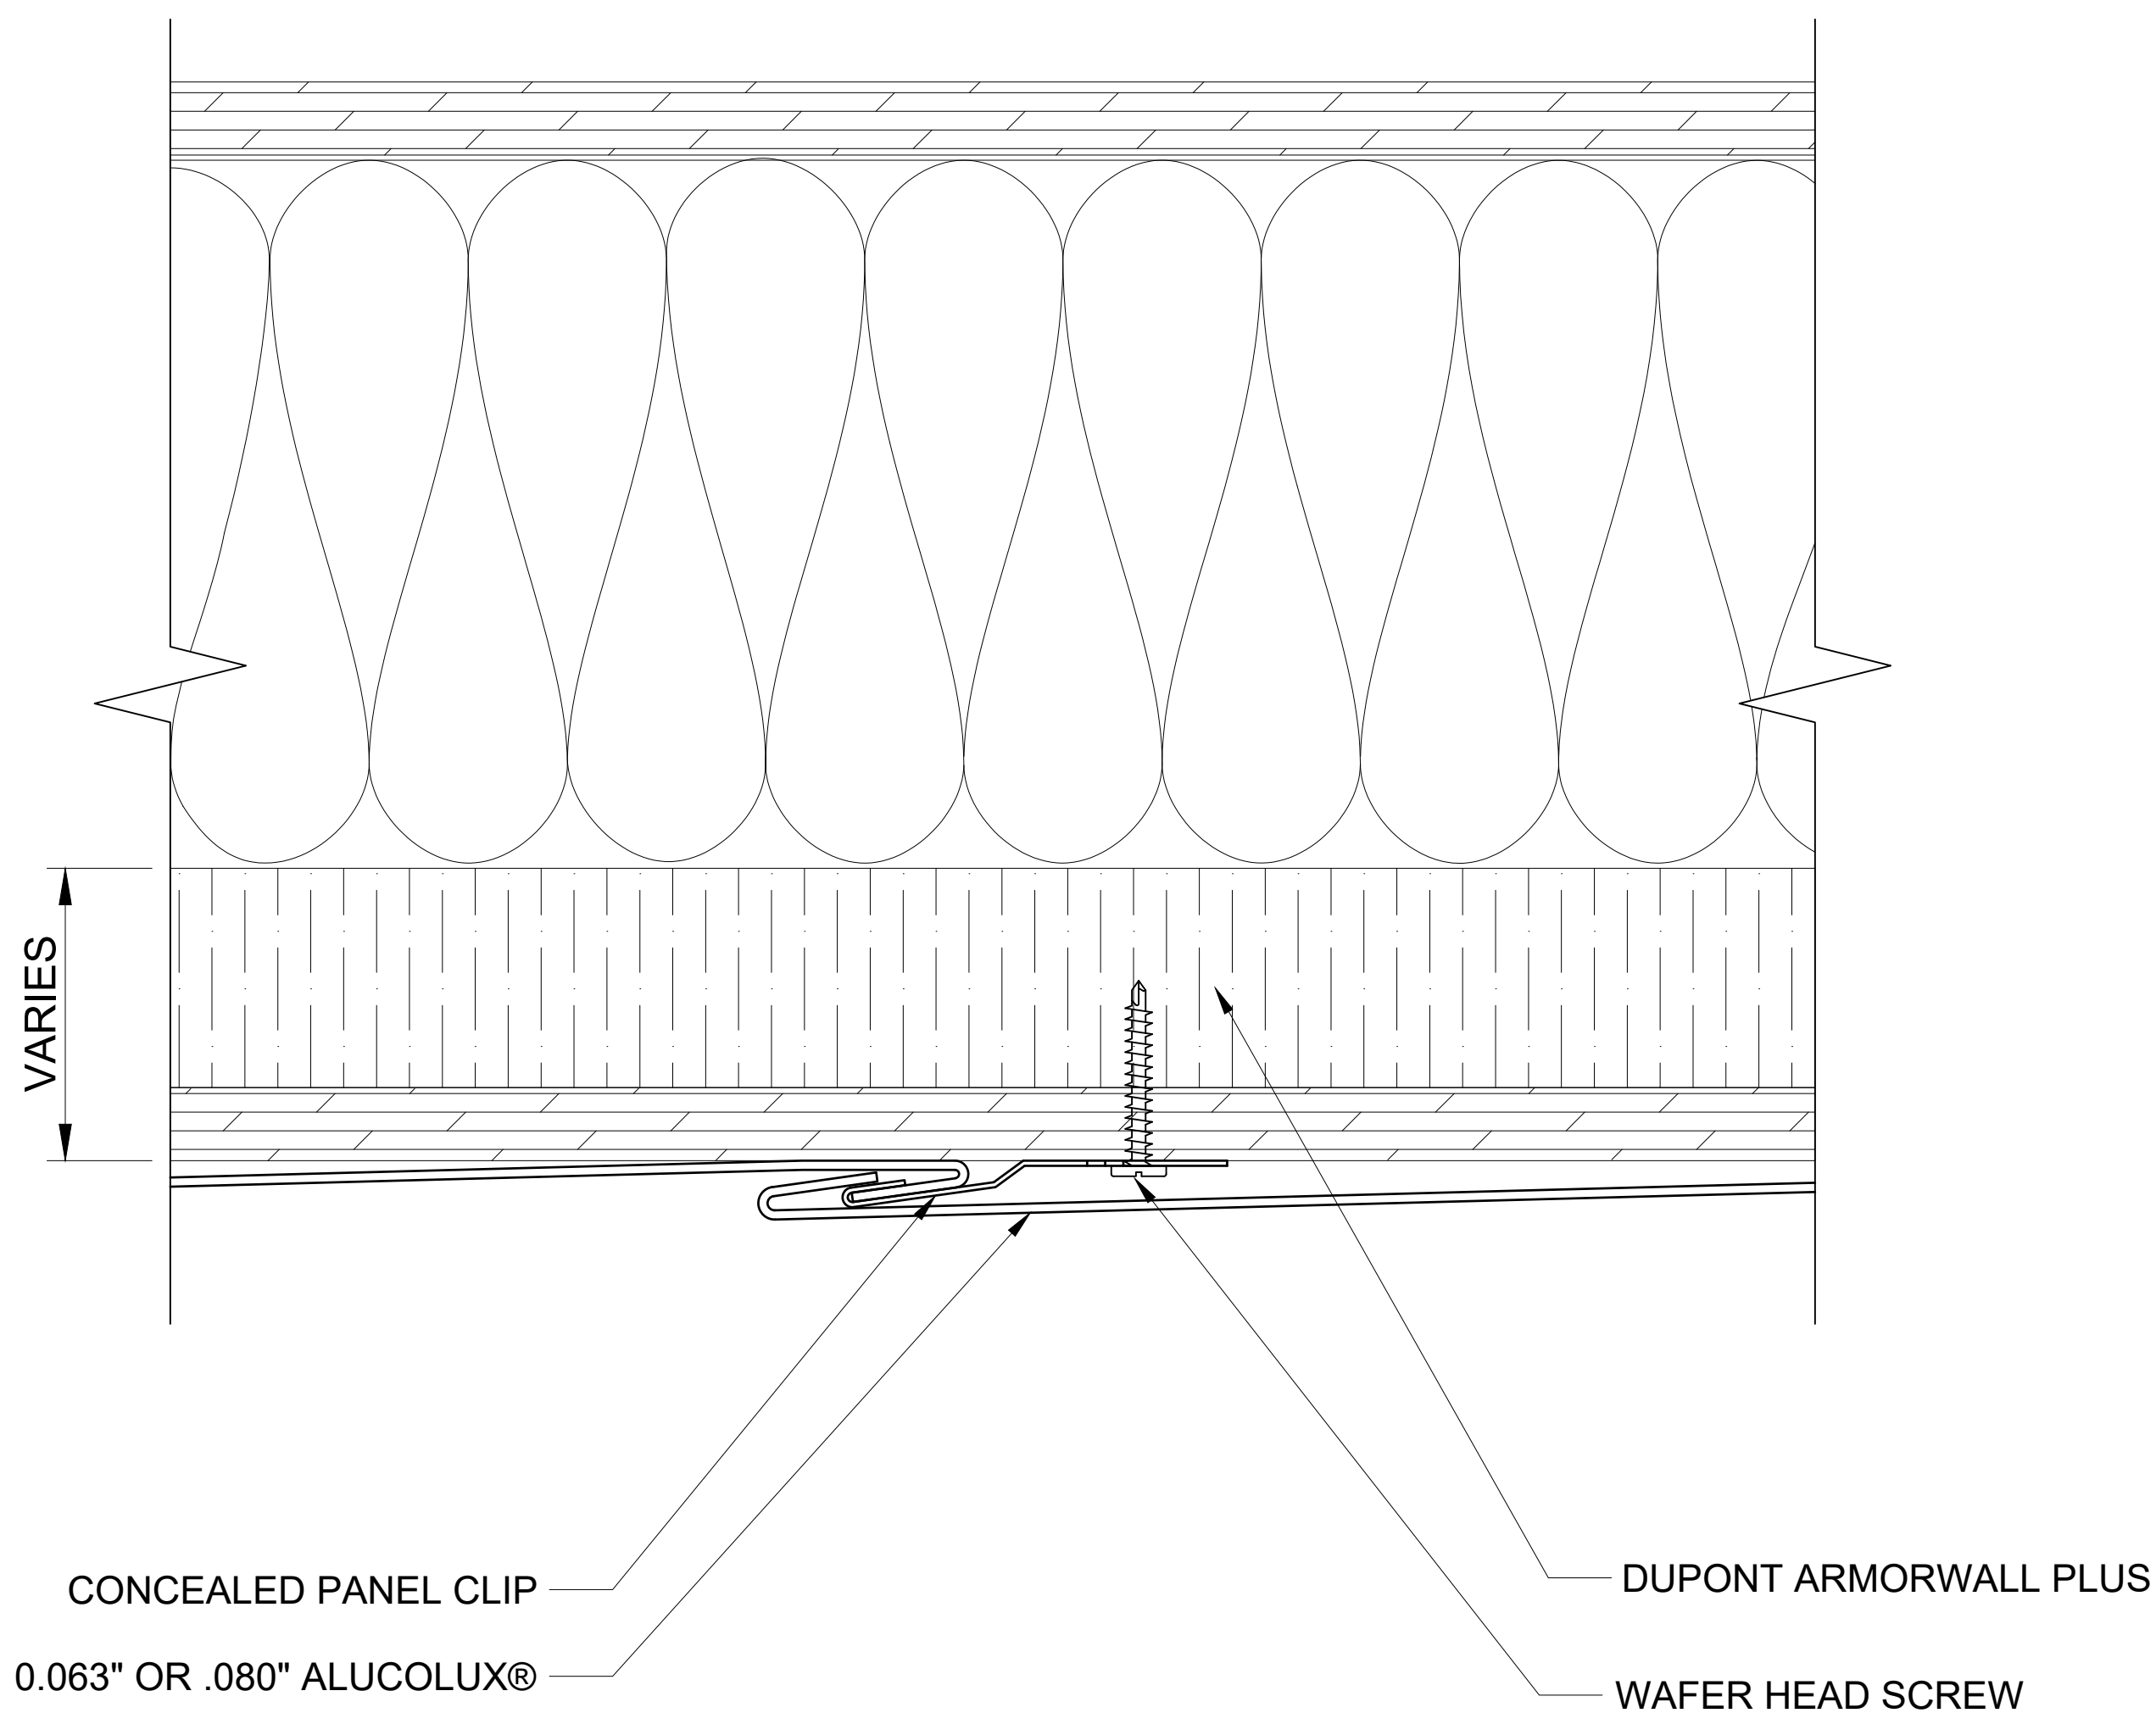 VARIES
CONCEALED PANEL CLIP
0.063" OR .080" ALUCOLUX®
DUPONT ARMORWALL PLUS
WAFER HEAD SCREW